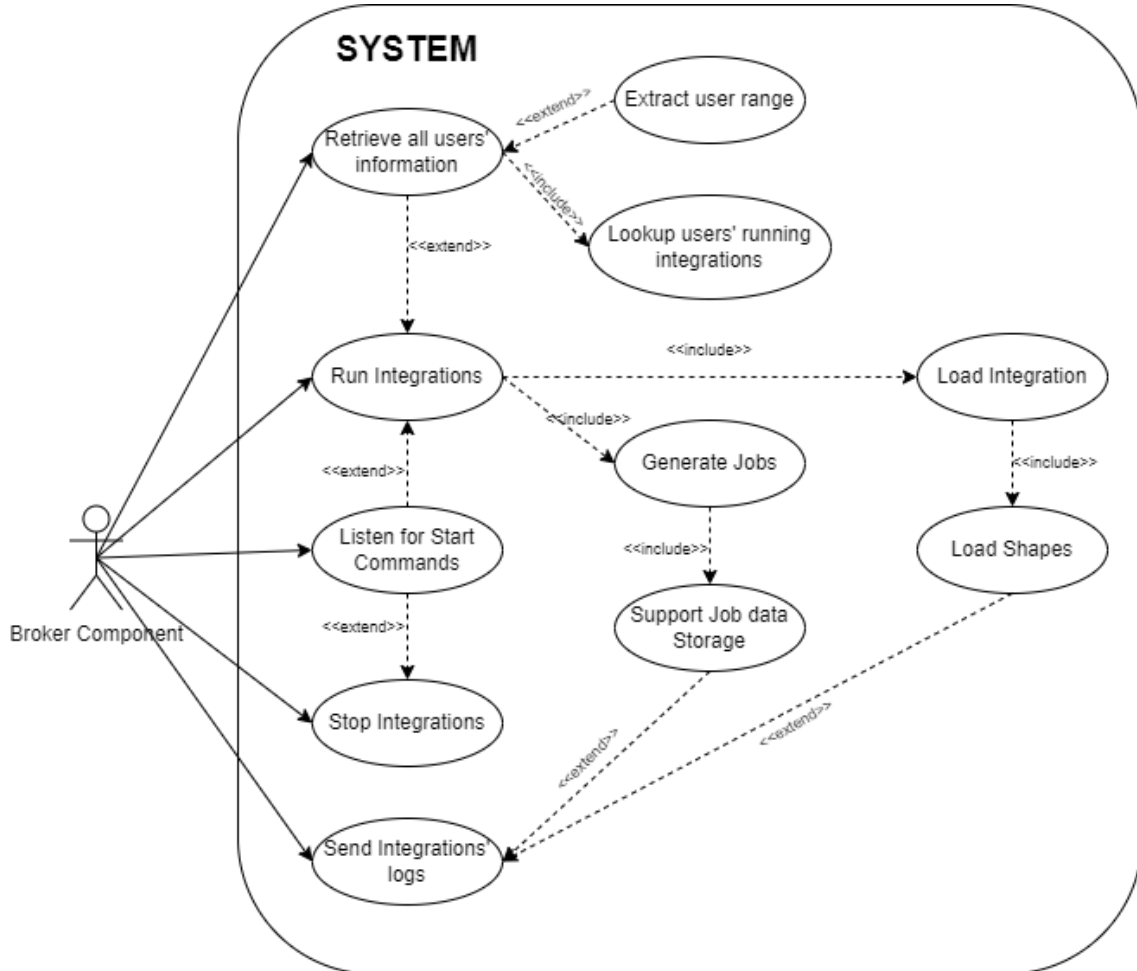 SYSTEM
Extract user range
<<extend>>
Retrieve all users'
information
<<include>>
Lookup users' running
integrations
<<extend>>
<<include>>
Run Integrations
Load Integration
<<include>>
Generate Jobs
<<extend>>
<<include>>
Listen for Start
Commands
<<include>>
Load Shapes
Broker Component
<<extend>>
Support Job data
Storage
Stop Integrations
<<extend>>
<<extend>>
Send Integrations'
logs